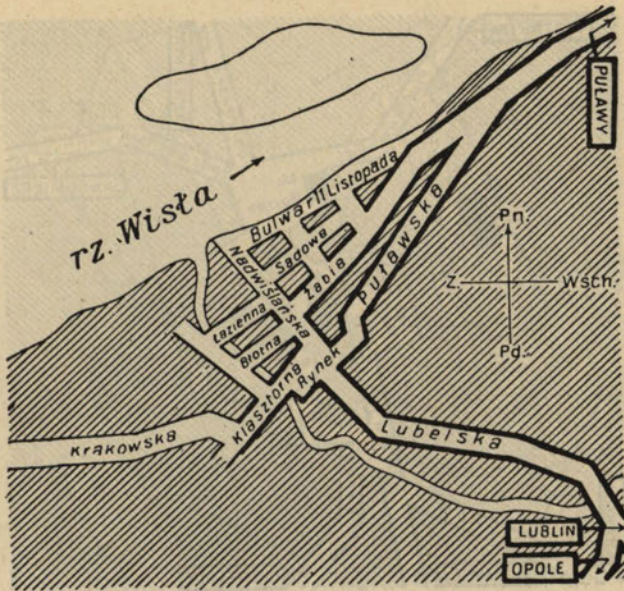 PUŁAWY
Bulwar II Listopada
rz. Wisła
Pn.
Sadowa
Nadwiślańska
Żabia
Puławska
Z.
Wsch.
Łazienna
Pd.
Błotna
Rynek
Klasztorna
Lubelska
Krakowska
LUBLIN
OPOLE